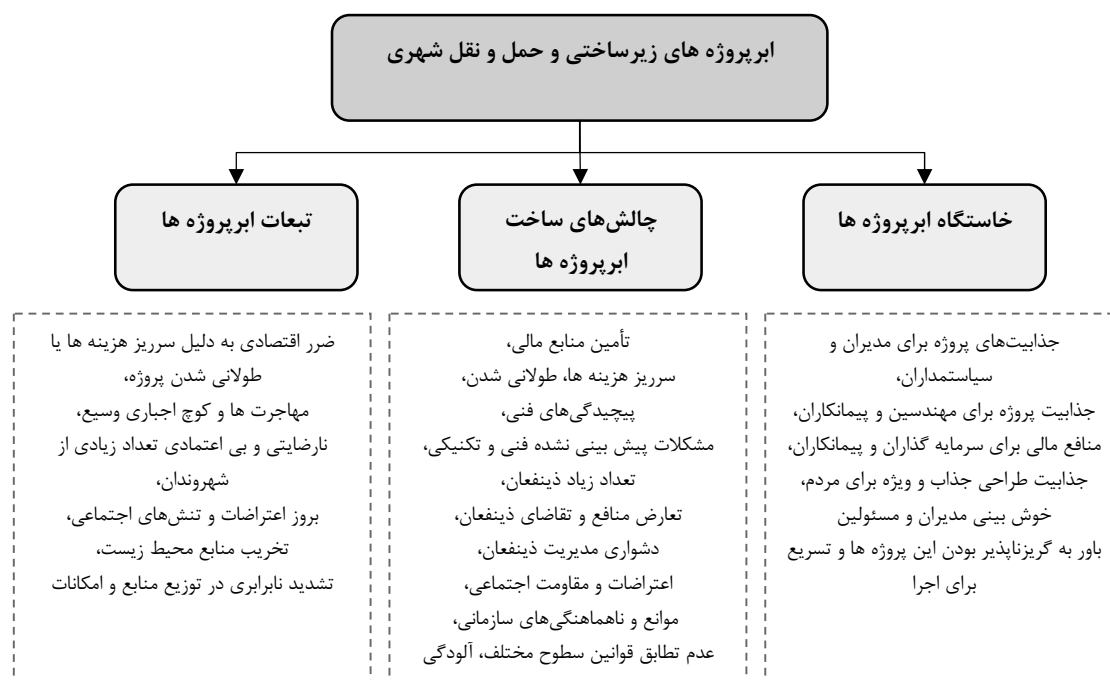 ابرپروژه های زیرساختی و حمل و نقل شهری
خاستگاه ابرپروژه ها
چالش‌های ساخت
ابرپروژه ها
تبعات ابرپروژه ها
جذابیت‌های پروژه برای مدیران و
سیاستمداران،
جذابیت پروژه برای مهندسین و پیمانکاران،
منافع مالی برای سرمایه گذاران و پیمانکاران،
جذابیت طراحی جذاب و ویژه برای مردم،
خوش بینی مدیران و مسئولین
باور به گریزناپذیر بودن این پروژه ها و تسریع
برای اجرا
تأمین منابع مالی،
سرریز هزینه ها، طولانی شدن،
پیچیدگی‌های فنی،
مشکلات پیش بینی نشده فنی و تکنیکی،
تعداد زیاد ذینفعان،
تعارض منافع و تقاضای ذینفعان،
دشواری مدیریت ذینفعان،
اعتراضات و مقاومت اجتماعی،
موانع و ناهماهنگی‌های سازمانی،
عدم تطابق قوانین سطوح مختلف، آلودگی
ضرر اقتصادی به دلیل سرریز هزینه ها یا
طولانی شدن پروژه،
مهاجرت ها و کوچ اجباری وسیع،
نارضایتی و بی اعتمادی تعداد زیادی از
شهروندان،
بروز اعتراضات و تنش‌های اجتماعی،
تخریب منابع محیط زیست،
تشدید نابرابری در توزیع منابع و امکانات